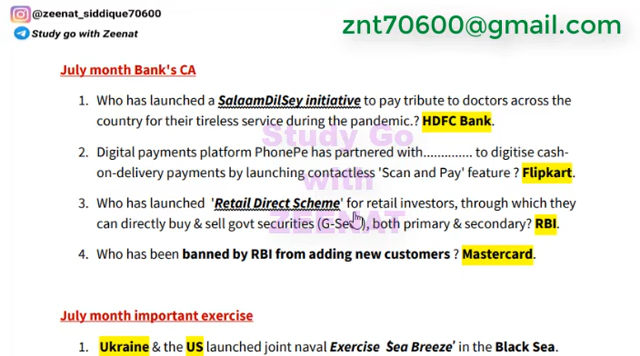 @zeenat_siddique70600
Study go with Zeenat
znt70600@gmail.com
July month Bank's CA
1. Who has launched a SalaamDilSey initiative to pay tribute to doctors across the
country for their tireless service during the pandemic.? HDFC Bank.
2. Digital payments platform PhonePe has partnered with.............. to digitise cash-
on-delivery payments by launching contactless 'Scan and Pay' feature ? Flipkart.
3. Who has launched 'Retail Direct Scheme' for retail investors, through which they
can directly buy & sell govt securities (G-Sec), both primary & secondary? RBI.
4. Who has been banned by RBI from adding new customers ? Mastercard.
Study Go
with
ZEENAT
July month important exercise
1. Ukraine & the US launched joint naval Exercise 'Sea Breeze' in the Black Sea.